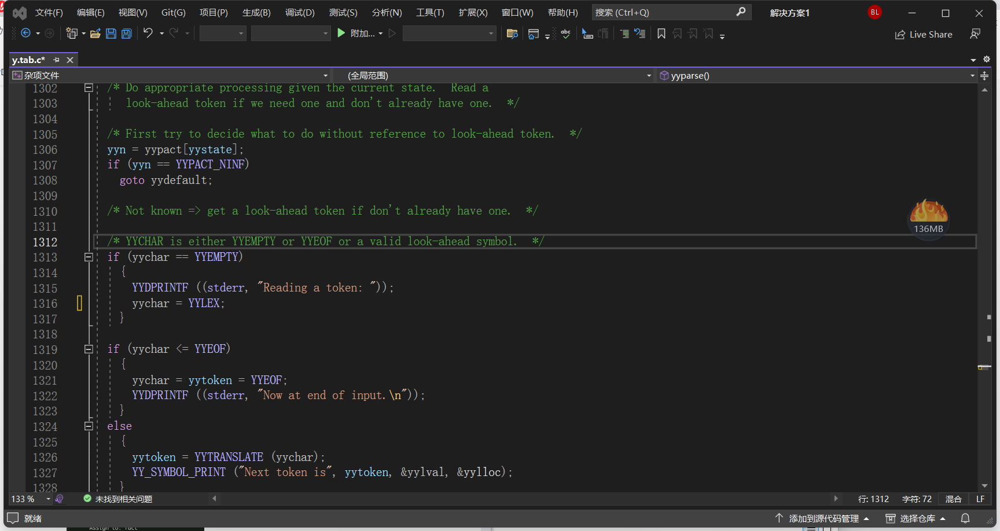 文件(F) 编辑(E) 视图(V) Git(G) 项目(P) 生成(B) 调试(D) 测试(S) 分析(N) 工具(T) 扩展(X) 窗口(W) 帮助(H) 搜索 (Ctrl+Q) 解决方案1 BL
附加... Live Share
y.tab.c*
杂项文件 (全局范围) yyparse()
1302 /* Do appropriate processing given the current state.  Read a
1303 look-ahead token if we need one and don't already have one.  */
1304
1305 /* First try to decide what to do without reference to look-ahead token.  */
1306 yyn = yypact[yystate];
1307 if (yyn == YYPACT_NINF)
1308 goto yydefault;
1309
1310 /* Not known => get a look-ahead token if don't already have one.  */
1311
1312 /* YYCHAR is either YYEMPTY or YYEOF or a valid look-ahead symbol.  */
1313 if (yychar == YYEMPTY)
1314 {
1315 YYDPRINTF ((stderr, "Reading a token: "));
1316 yychar = YYLEX;
1317 }
1318
1319 if (yychar <= YYEOF)
1320 {
1321 yychar = yytoken = YYEOF;
1322 YYDPRINTF ((stderr, "Now at end of input.\n"));
1323 }
1324 else
1325 {
1326 yytoken = YYTRANSLATE (yychar);
1327 YY_SYMBOL_PRINT ("Next token is", yytoken, &yylval, &yylloc);
1328 }
136MB
133 % 未找到相关问题 行: 1312 字符: 72 混合 LF
就绪 添加到源代码管理 选择仓库